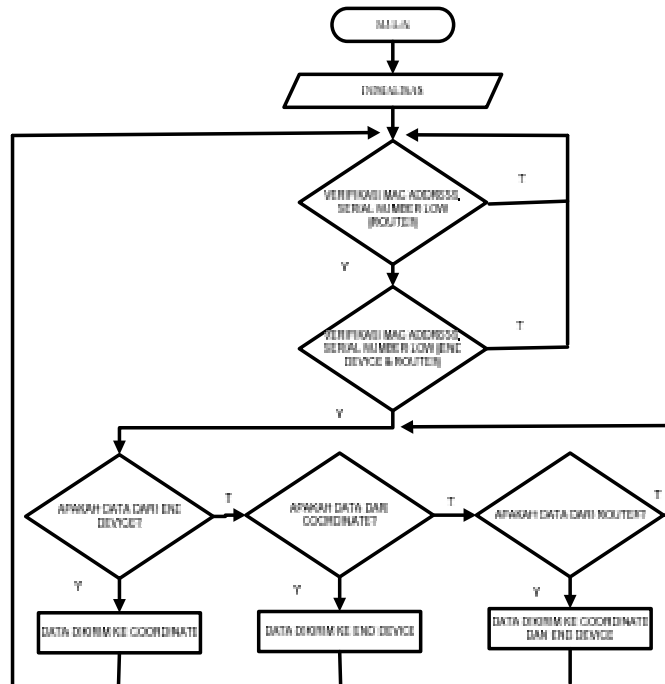 MULAI
INISIALISASI
VERIFIKASI MAC ADDRESS,
SERIAL NUMBER LOW
(ROUTER)
T
Y
VERIFIKASI MAC ADDRESS,
SERIAL NUMBER LOW (END
DEVICE & ROUTER)
T
Y
APAKAH DATA DARI END
DEVICE?
T
APAKAH DATA DARI
COORDINATE?
T
APAKAH DATA DARI ROUTER?
T
Y
Y
Y
DATA DIKIRIM KE COORDINATE
DATA DIKIRIM KE END DEVICE
DATA DIKIRIM KE COORDINATE
DAN END DEVICE